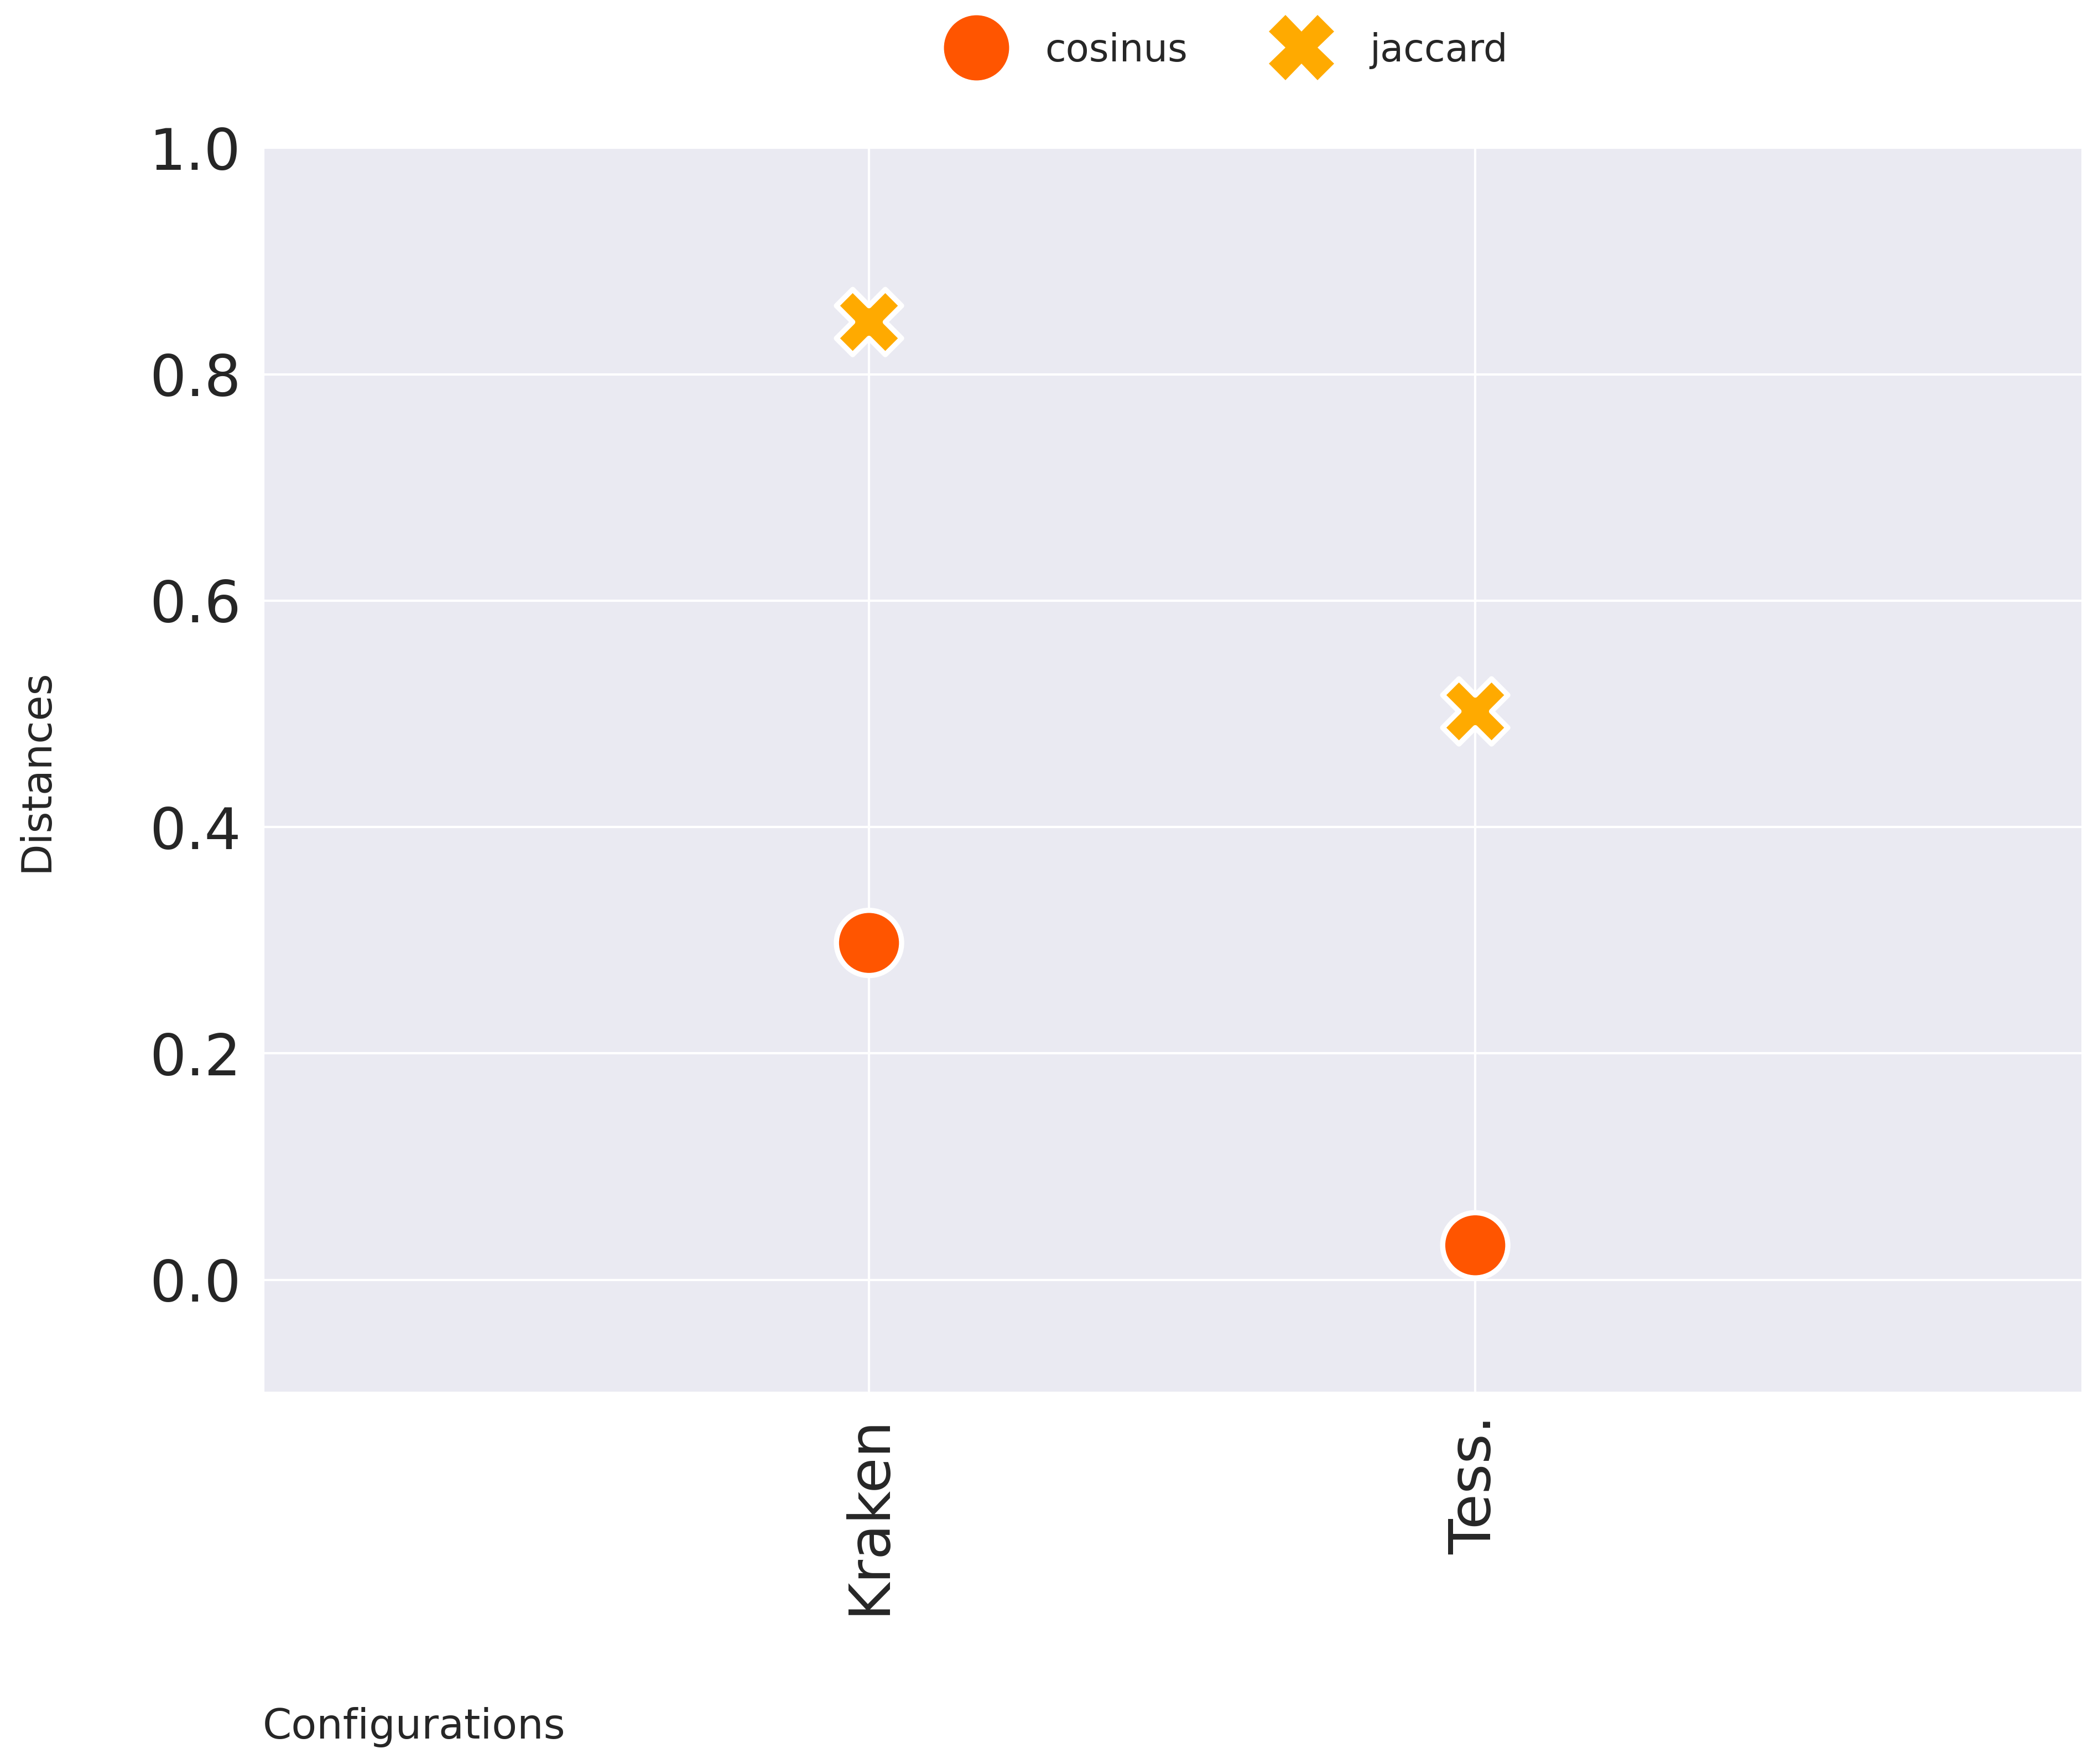 cosinus jaccard
1.0
0.8
0.6
0.4
0.2
0.0
Distances
Kraken
Tess.
Configurations